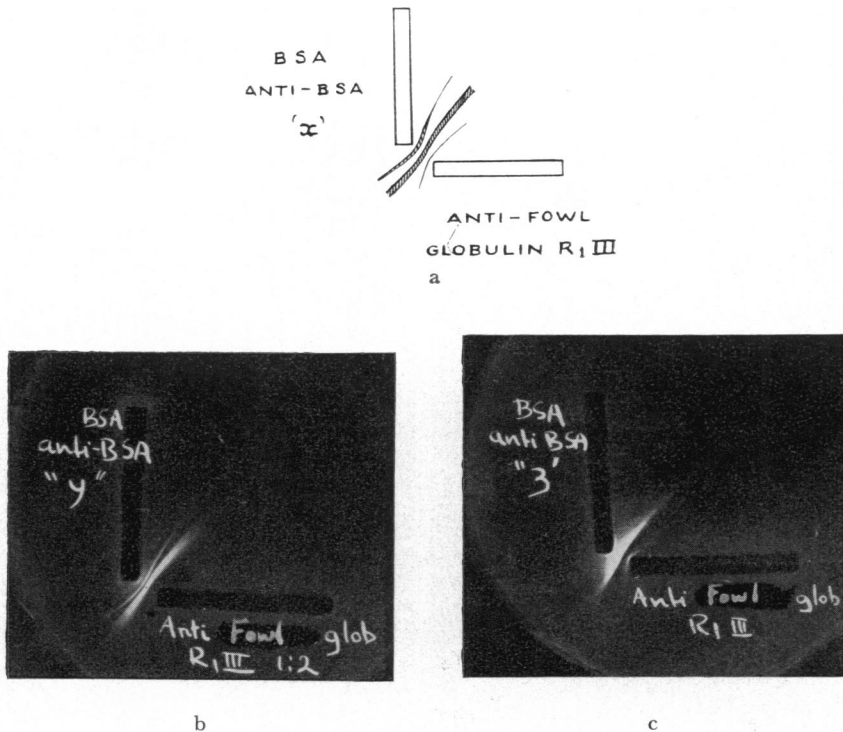 BSA
ANTI-BSA
'x'
ANTI-FOWL
GLOBULIN R₁ III
a
BSA
anti-BSA
"y"
Anti Fowl glob
R₁ III 1:2
b
BSA
anti BSA
"3'
Anti Fowl glob
R₁ III
c